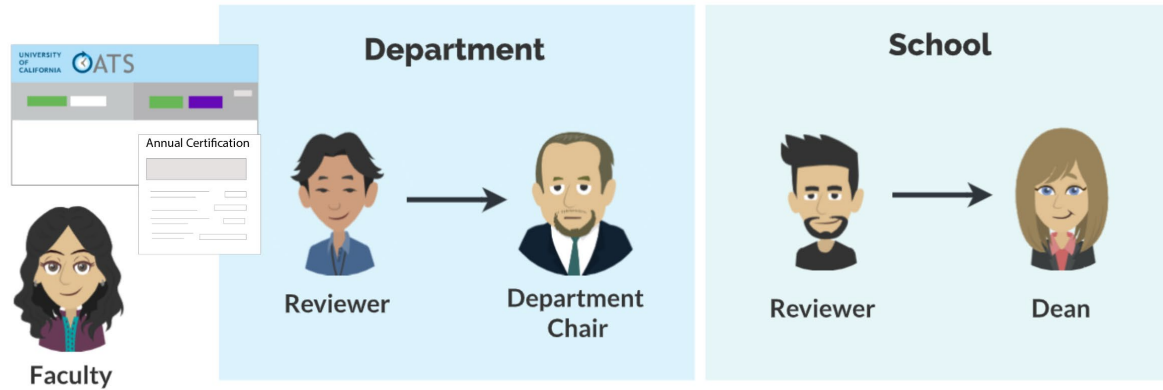 UNIVERSITY
OF
CALIFORNIA
OATS
Annual Certification
Faculty
Department
Reviewer
Department
Chair
School
Reviewer
Dean